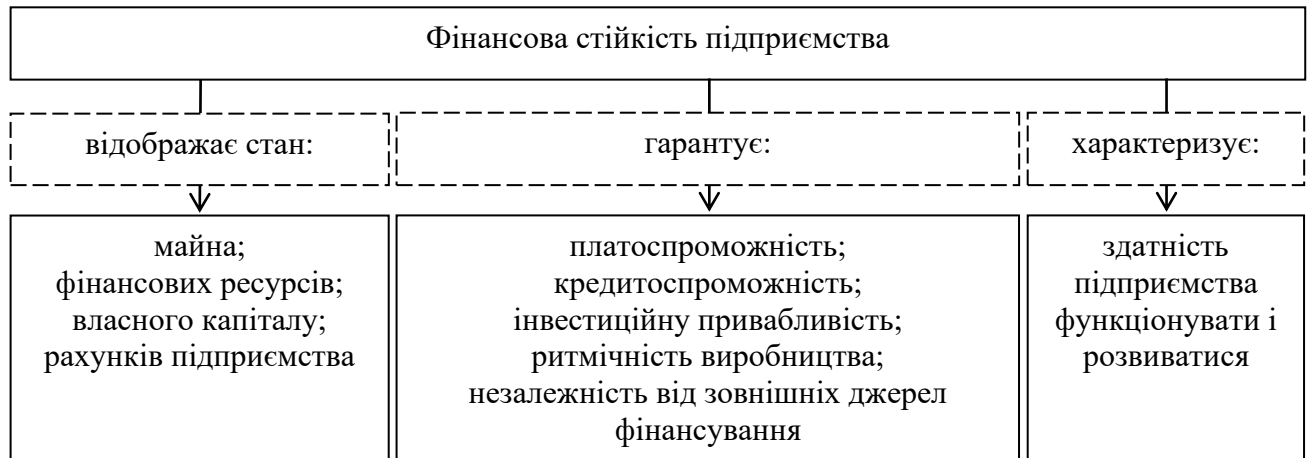 Фінансова стійкість підприємства
відображає стан:
гарантує:
характеризує:
майна;
фінансових ресурсів;
власного капіталу;
рахунків підприємства
платоспроможність;
кредитоспроможність;
інвестиційну привабливість;
ритмічність виробництва;
незалежність від зовнішніх джерел
фінансування
здатність
підприємства
функціонувати і
розвиватися